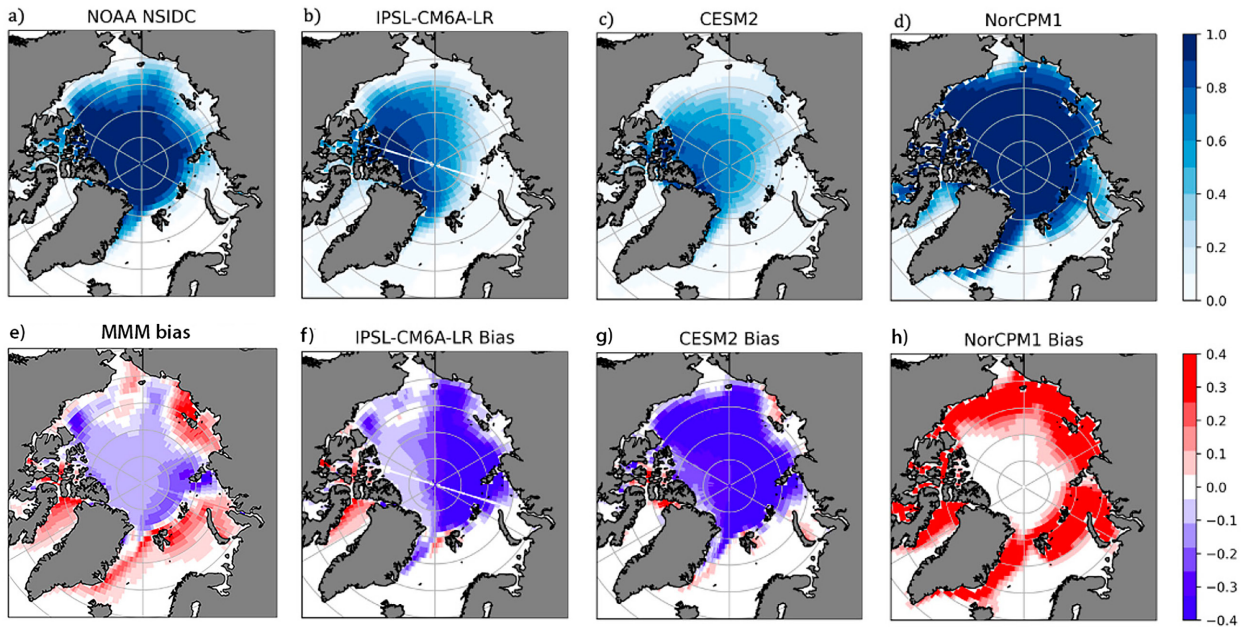 a) NOAA NSIDC
b) IPSL-CM6A-LR
c) CESM2
d) NorCPM1
1.0
0.8
0.6
0.4
0.2
0.0
e) MMM bias
f) IPSL-CM6A-LR Bias
g) CESM2 Bias
h) NorCPM1 Bias
0.4
0.3
0.2
0.1
0.0
−0.1
−0.2
−0.3
−0.4